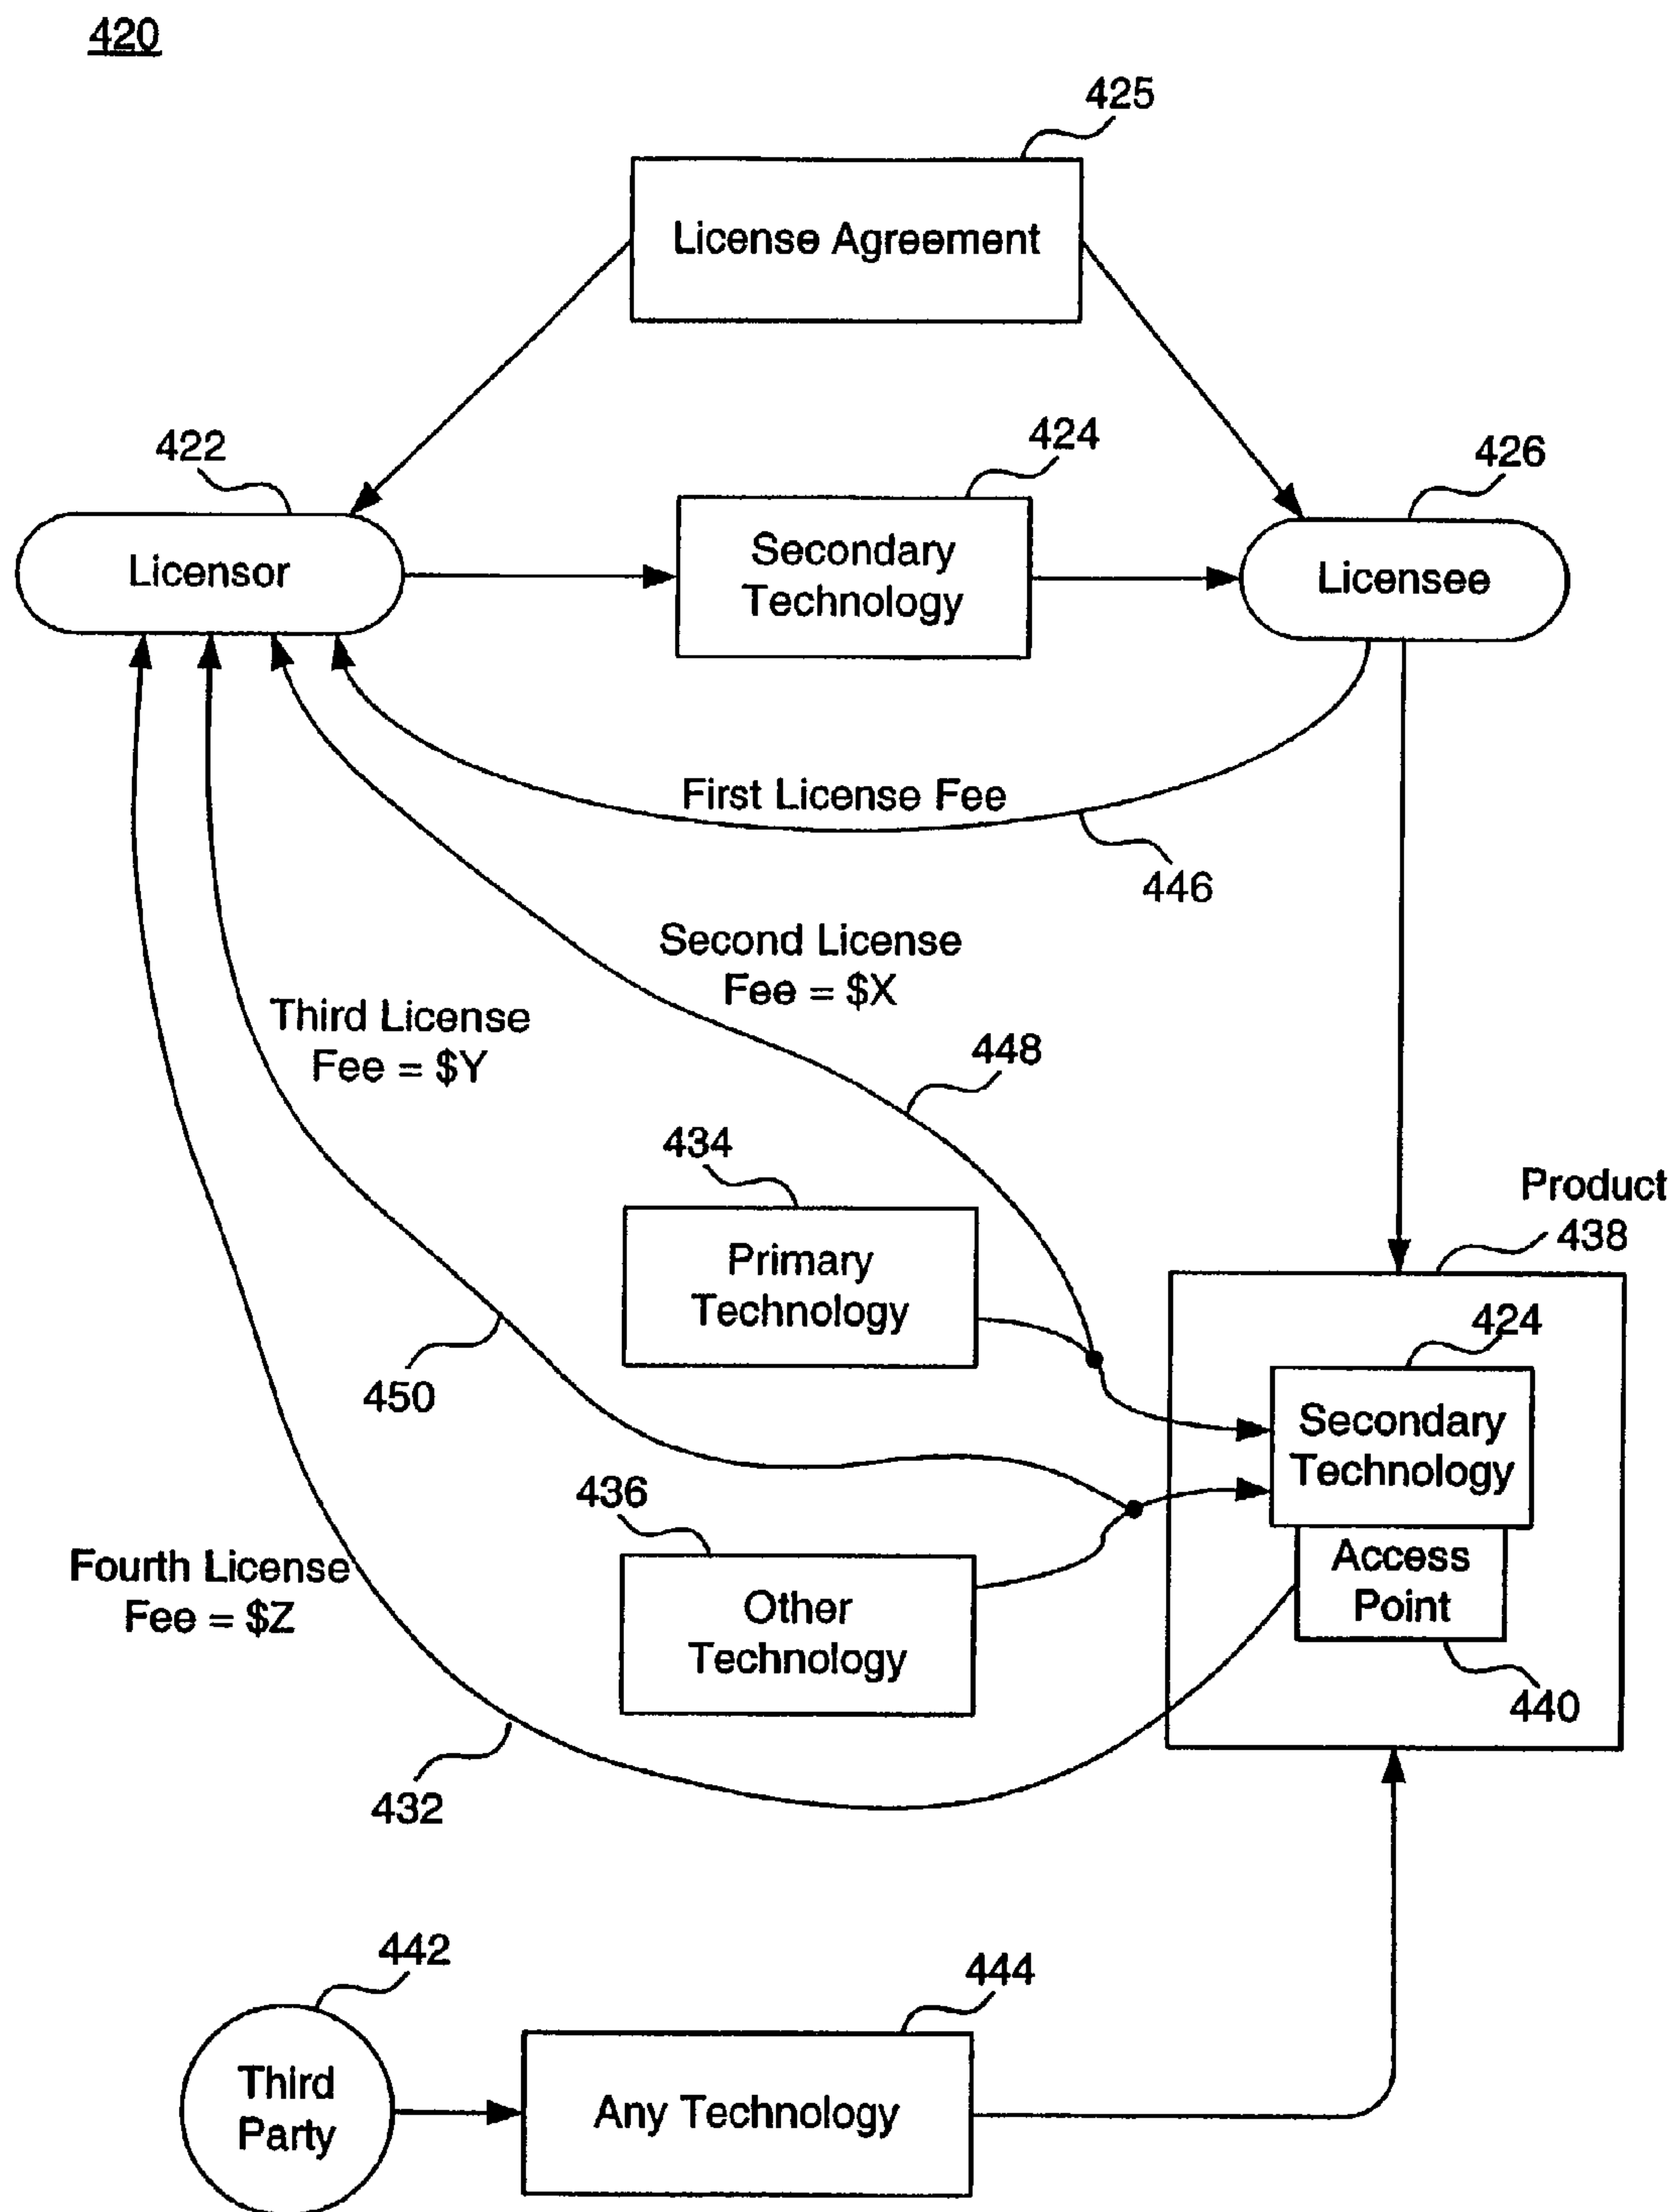 420
425
License Agreement
422
424
426
Licensor
Secondary
Technology
Licensee
First License Fee
446
Second License
Fee = $X
Third License
Fee = $Y
448
434
Product
438
Primary
Technology
424
450
Secondary
Technology
436
Access
Point
Fourth License
Fee = $Z
Other
Technology
440
432
442
444
Third
Party
Any Technology